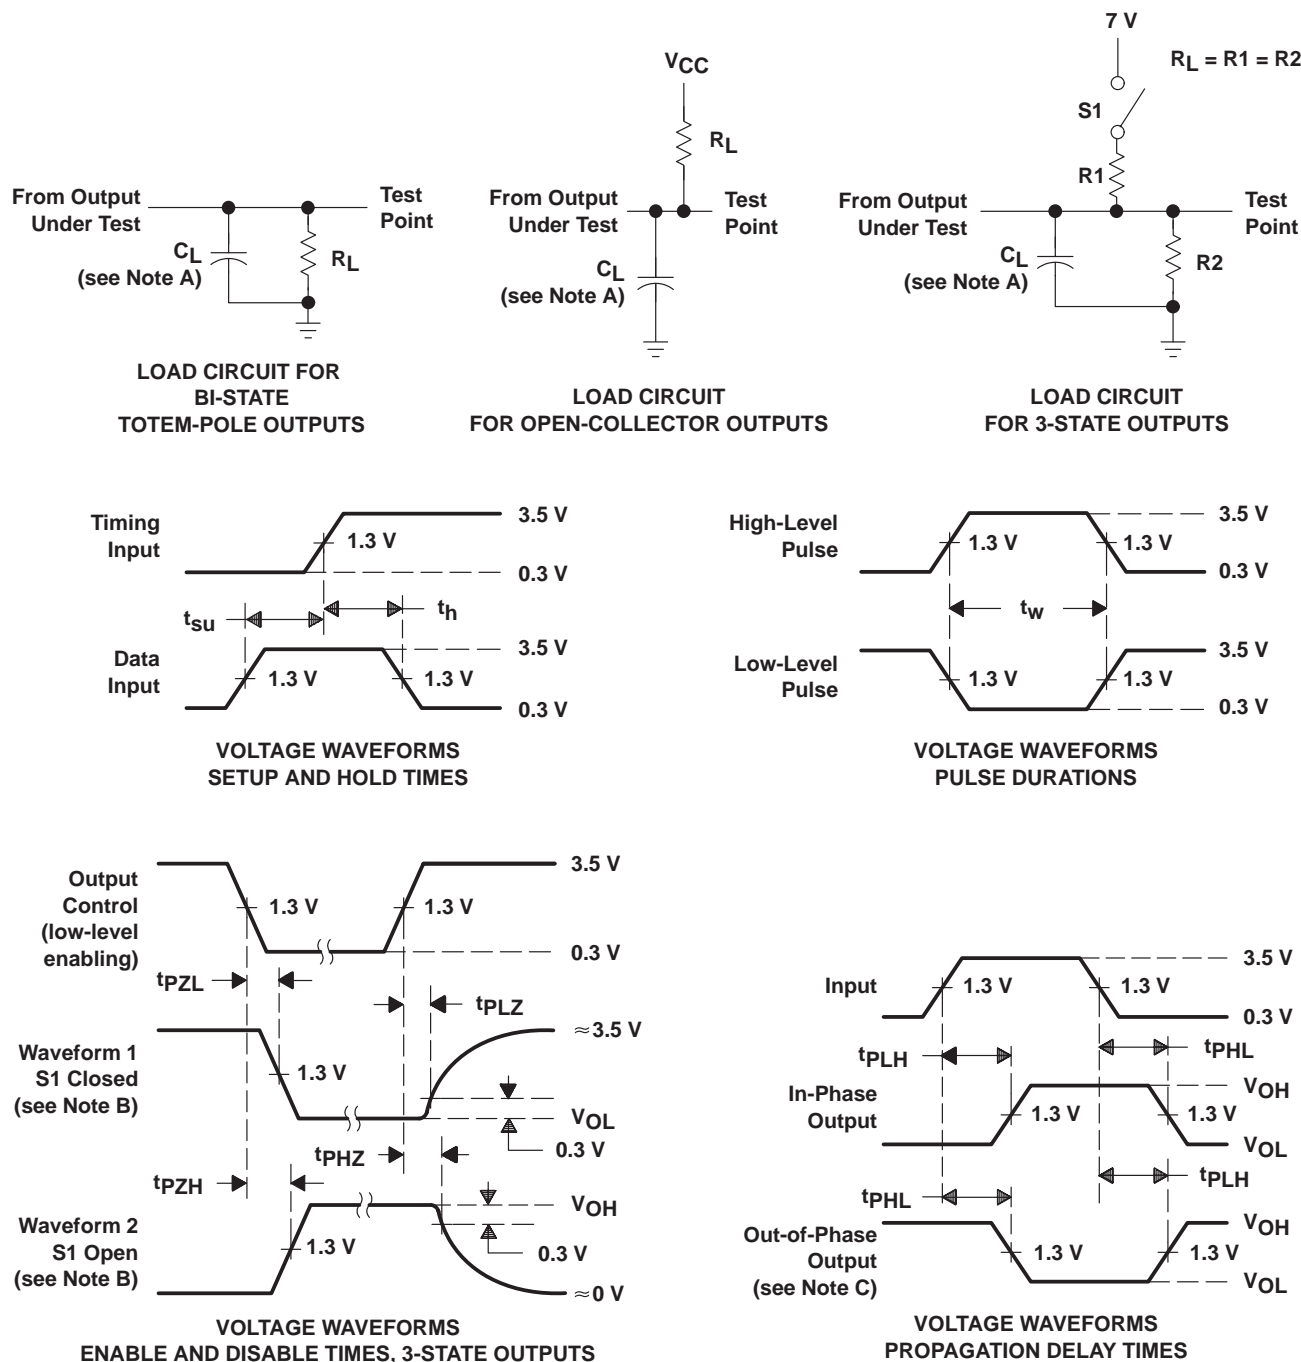 7 V
RL = R1 = R2
VCC
S1
RL
R1
From Output
Under Test
Test
Point
CL
(see Note A)
RL
From Output
Under Test
Test
Point
CL
(see Note A)
From Output
Under Test
Test
Point
CL
(see Note A)
R2
LOAD CIRCUIT FOR
BI-STATE
TOTEM-POLE OUTPUTS
LOAD CIRCUIT
FOR OPEN-COLLECTOR OUTPUTS
LOAD CIRCUIT
FOR 3-STATE OUTPUTS
Timing
Input
1.3 V
3.5 V
0.3 V
tsu
th
Data
Input
1.3 V
1.3 V
3.5 V
0.3 V
VOLTAGE WAVEFORMS
SETUP AND HOLD TIMES
High-Level
Pulse
1.3 V
1.3 V
3.5 V
0.3 V
tw
Low-Level
Pulse
1.3 V
1.3 V
3.5 V
0.3 V
VOLTAGE WAVEFORMS
PULSE DURATIONS
Output
Control
(low-level
enabling)
1.3 V
1.3 V
3.5 V
0.3 V
tPZL
tPLZ
Waveform 1
S1 Closed
(see Note B)
1.3 V
≈3.5 V
VOL
0.3 V
tPHZ
tPZH
Waveform 2
S1 Open
(see Note B)
1.3 V
VOH
0.3 V
≈0 V
VOLTAGE WAVEFORMS
ENABLE AND DISABLE TIMES, 3-STATE OUTPUTS
Input
1.3 V
1.3 V
3.5 V
0.3 V
tPLH
tPHL
In-Phase
Output
1.3 V
1.3 V
VOH
VOL
tPHL
tPLH
Out-of-Phase
Output
(see Note C)
1.3 V
1.3 V
VOH
VOL
VOLTAGE WAVEFORMS
PROPAGATION DELAY TIMES